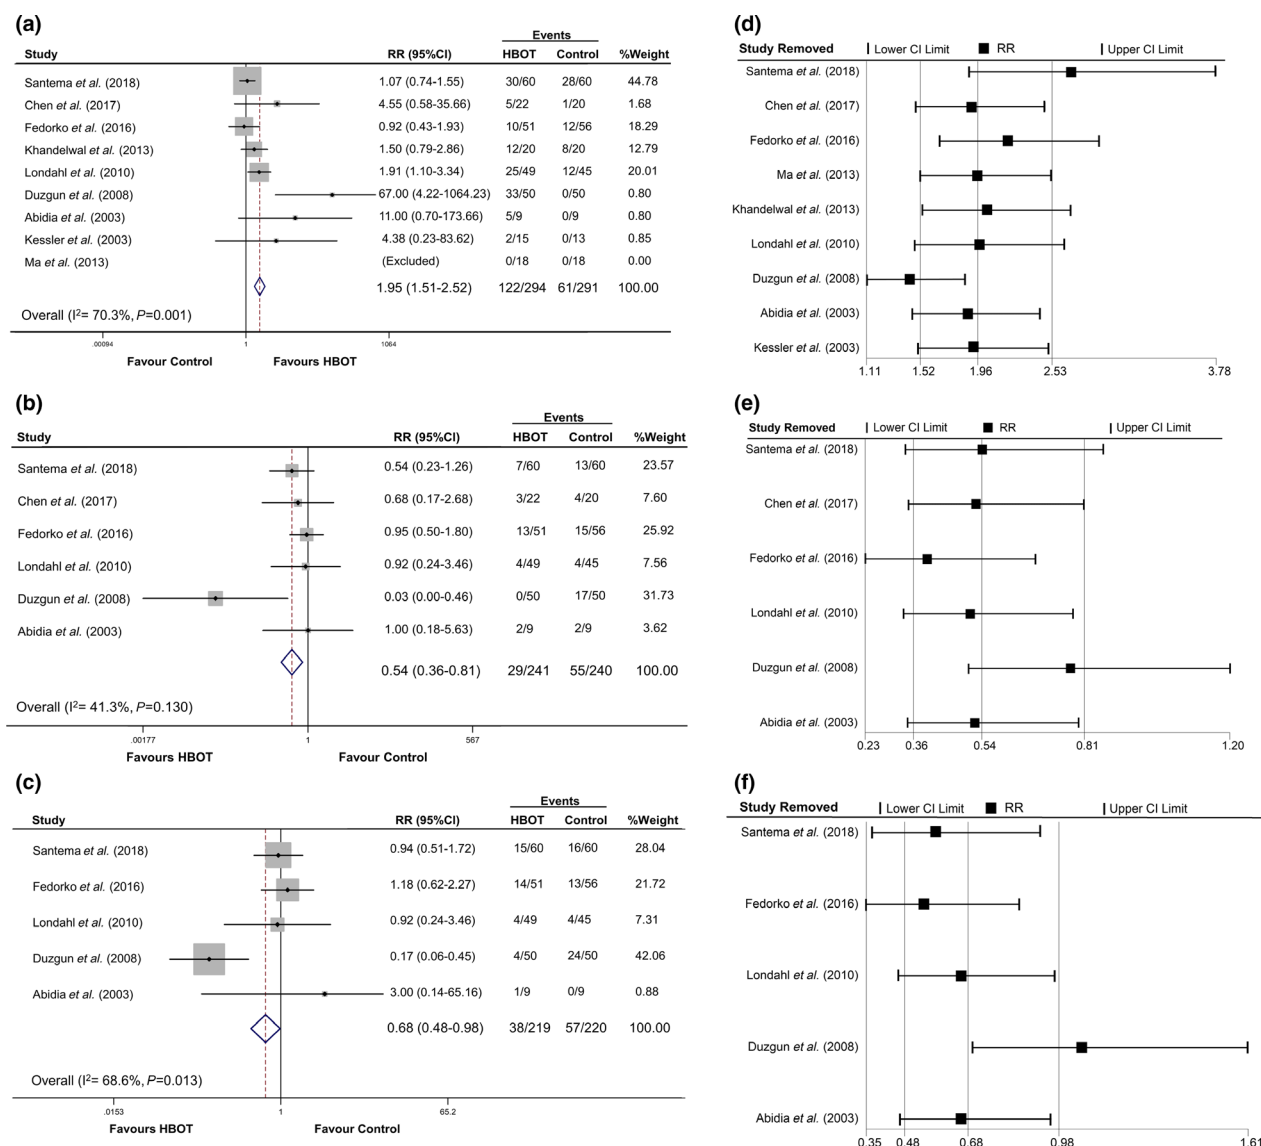 (a)
Events
Study RR (95%CI) HBOT Control %Weight
Santema et al. (2018) 1.07 (0.74-1.55) 30/60 28/60 44.78
Chen et al. (2017) 4.55 (0.58-35.66) 5/22 1/20 1.68
Fedorko et al. (2016) 0.92 (0.43-1.93) 10/51 12/56 18.29
Khandelwal et al. (2013) 1.50 (0.79-2.86) 12/20 8/20 12.79
Londahl et al. (2010) 1.91 (1.10-3.34) 25/49 12/45 20.01
Duzgun et al. (2008) 67.00 (4.22-1064.23) 33/50 0/50 0.80
Abidia et al. (2003) 11.00 (0.70-173.66) 5/9 0/9 0.80
Kessler et al. (2003) 4.38 (0.23-83.62) 2/15 0/13 0.85
Ma et al. (2013) (Excluded) 0/18 0/18 0.00
1.95 (1.51-2.52) 122/294 61/291 100.00
Overall (I2= 70.3%, P=0.001)
.00094 1 1064
Favour Control Favours HBOT
(b)
Events
Study RR (95%CI) HBOT Control %Weight
Santema et al. (2018) 0.54 (0.23-1.26) 7/60 13/60 23.57
Chen et al. (2017) 0.68 (0.17-2.68) 3/22 4/20 7.60
Fedorko et al. (2016) 0.95 (0.50-1.80) 13/51 15/56 25.92
Londahl et al. (2010) 0.92 (0.24-3.46) 4/49 4/45 7.56
Duzgun et al. (2008) 0.03 (0.00-0.46) 0/50 17/50 31.73
Abidia et al. (2003) 1.00 (0.18-5.63) 2/9 2/9 3.62
0.54 (0.36-0.81) 29/241 55/240 100.00
Overall (I2= 41.3%, P=0.130)
.00177 1 567
Favours HBOT Favour Control
(c)
Events
Study RR (95%CI) HBOT Control %Weight
Santema et al. (2018) 0.94 (0.51-1.72) 15/60 16/60 28.04
Fedorko et al. (2016) 1.18 (0.62-2.27) 14/51 13/56 21.72
Londahl et al. (2010) 0.92 (0.24-3.46) 4/49 4/45 7.31
Duzgun et al. (2008) 0.17 (0.06-0.45) 4/50 24/50 42.06
Abidia et al. (2003) 3.00 (0.14-65.16) 1/9 0/9 0.88
0.68 (0.48-0.98) 38/219 57/220 100.00
Overall (I2= 68.6%, P=0.013)
.0153 1 65.2
Favours HBOT Favour Control
(d)
Study Removed Lower CI Limit RR Upper CI Limit
Santema et al. (2018)
Chen et al. (2017)
Fedorko et al. (2016)
Ma et al. (2013)
Khandelwal et al. (2013)
Londahl et al. (2010)
Duzgun et al. (2008)
Abidia et al. (2003)
Kessler et al. (2003)
1.11 1.52 1.96 2.53 3.78
(e)
Study Removed Lower CI Limit RR Upper CI Limit
Santema et al. (2018)
Chen et al. (2017)
Fedorko et al. (2016)
Londahl et al. (2010)
Duzgun et al. (2008)
Abidia et al. (2003)
0.23 0.36 0.54 0.81 1.20
(f)
Study Removed Lower CI Limit RR Upper CI Limit
Santema et al. (2018)
Fedorko et al. (2016)
Londahl et al. (2010)
Duzgun et al. (2008)
Abidia et al. (2003)
0.35 0.48 0.68 0.98 1.61